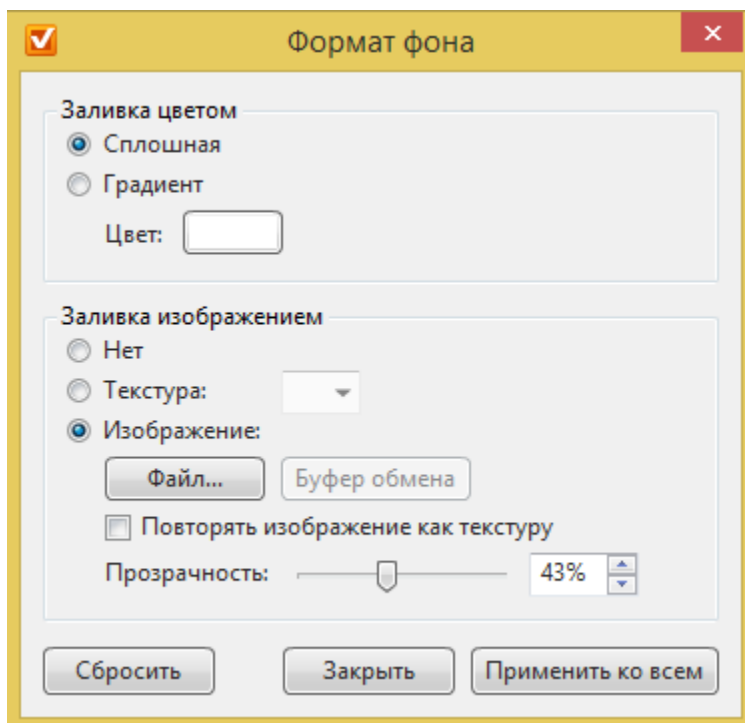 Формат фона
Заливка цветом
Сплошная
Градиент
Цвет:
Заливка изображением
Нет
Текстура:
Изображение:
Файл... Буфер обмена
Повторять изображение как текстуру
Прозрачность: 43%
Сбросить Закрыть Применить ко всем